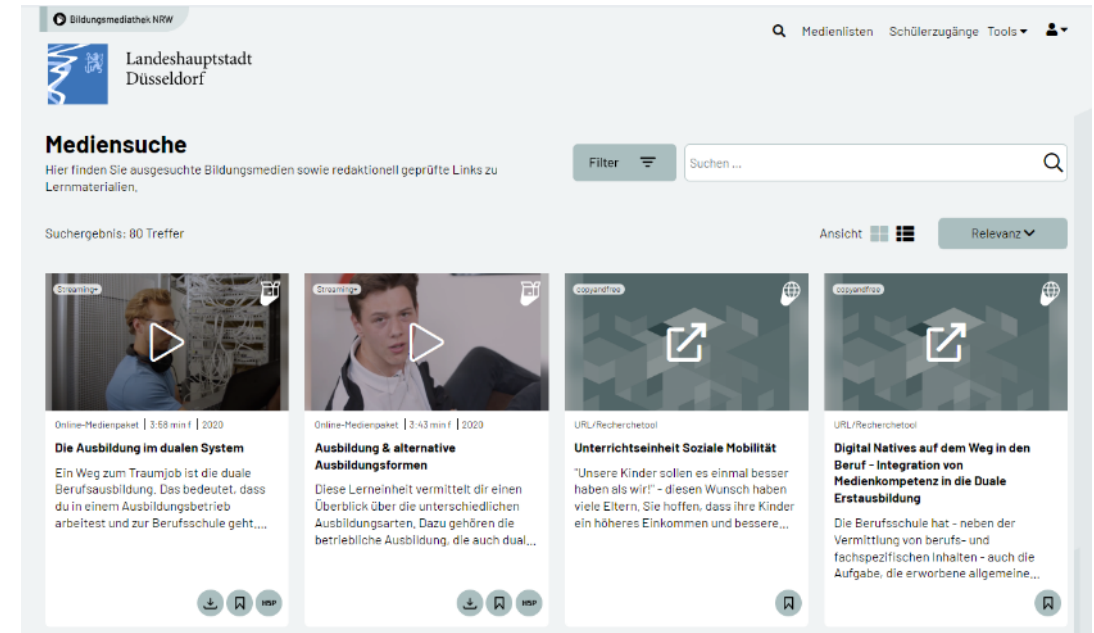 Bildungsmediathek NRW
Medienlisten Schülerzugänge Tools
Landeshauptstadt
Düsseldorf
Mediensuche
Hier finden Sie ausgesuchte Bildungsmedien sowie redaktionell geprüfte Links zu
Lernmaterialien.
Filter
Suchen ...
Suchergebnis: 80 Treffer
Ansicht
Relevanz
Streaming+
Online-Medienpaket | 3:58 min f | 2020
Die Ausbildung im dualen System
Ein Weg zum Traumjob ist die duale
Berufsausbildung. Das bedeutet, dass
du in einem Ausbildungsbetrieb
arbeitest und zur Berufsschule geht....
H5P
Streaming+
Online-Medienpaket | 3:43 min f | 2020
Ausbildung & alternative
Ausbildungsformen
Diese Lerneinheit vermittelt dir einen
Überblick über die unterschiedlichen
Ausbildungsarten. Dazu gehören die
betriebliche Ausbildung, die auch dual...
H5P
copyandfree
URL/Recherchetool
Unterrichtseinheit Soziale Mobilität
"Unsere Kinder sollen es einmal besser
haben als wir!" - diesen Wunsch haben
viele Eltern. Sie hoffen, dass ihre Kinder
ein höheres Einkommen und bessere...
copyandfree
URL/Recherchetool
Digital Natives auf dem Weg in den
Beruf - Integration von
Medienkompetenz in die Duale
Erstausbildung
Die Berufsschule hat - neben der
Vermittlung von berufs- und
fachspezifischen Inhalten - auch die
Aufgabe, die erworbene allgemeine...